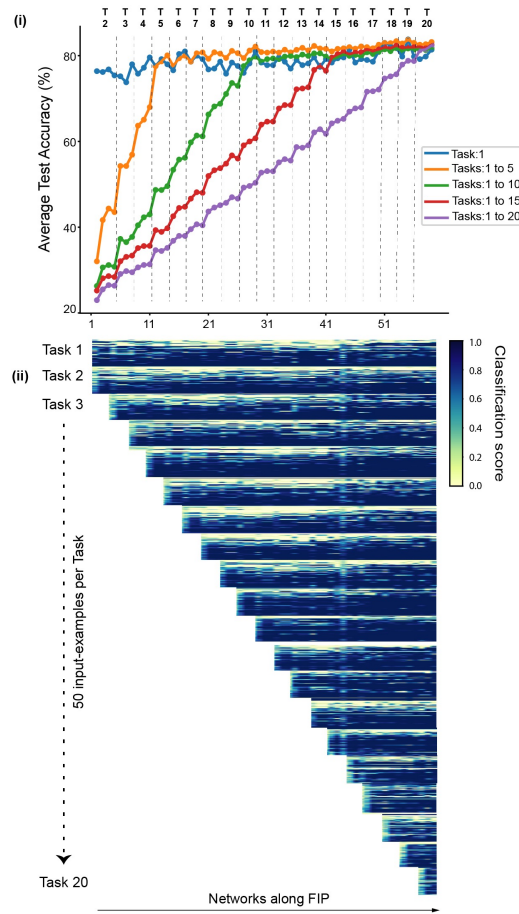 (i)
T T T T T T T T T T T T T T T T T T T
2 3 4 5 6 7 8 9 10 11 12 13 14 15 16 17 18 19 20
Average Test Accuracy (%)
80
60
40
20
Task:1
Tasks:1 to 5
Tasks:1 to 10
Tasks:1 to 15
Tasks:1 to 20
1 11 21 31 41 51
(ii)
Task 1
Task 2
Task 3
50 input-examples per Task
Task 20
1.0
0.8
0.6
0.4
0.2
0.0
Classification score
Networks along FIP